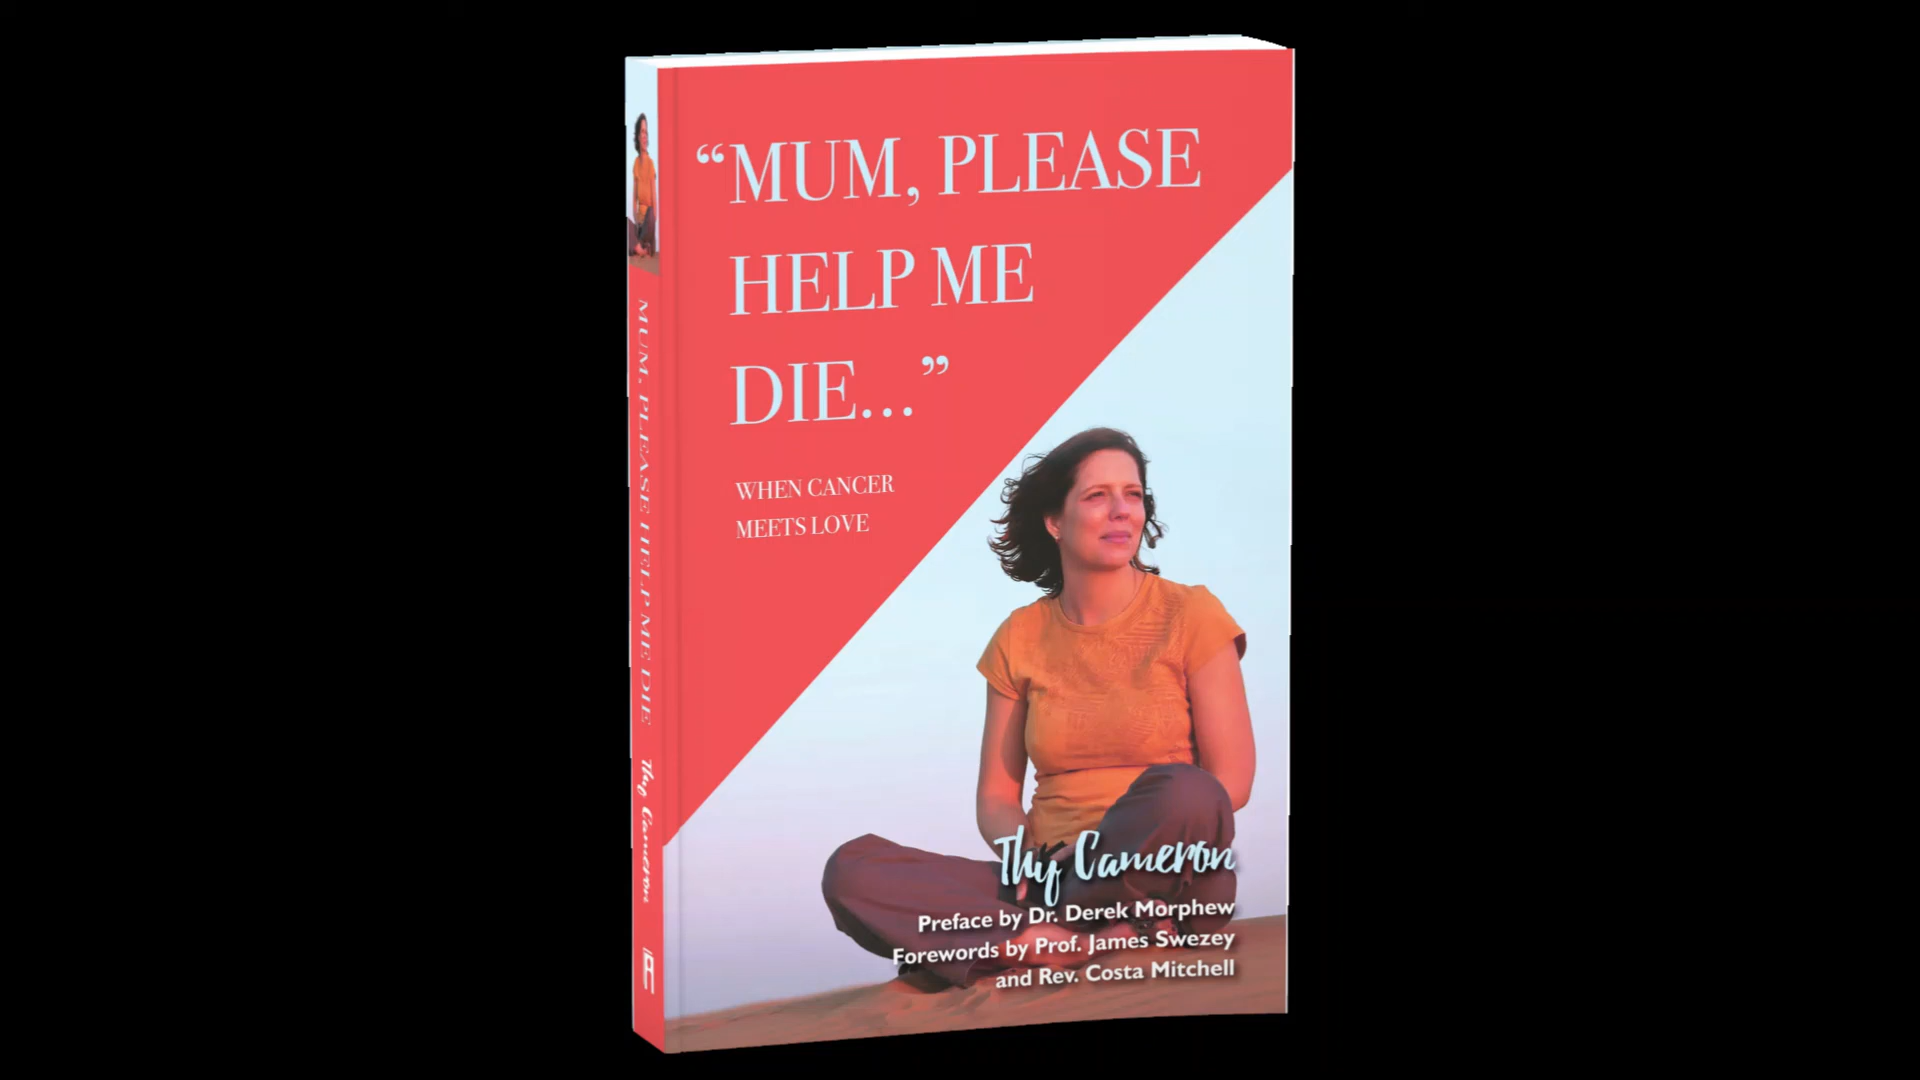 “MUM, PLEASE
HELP ME
DIE...”
WHEN CANCER
MEETS LOVE
Thy Cameron
Preface by Dr. Derek Morphew
Forewords by Prof. James Swezey
and Rev. Costa Mitchell
MUM, PLEASE HELP ME DIE Thy Cameron